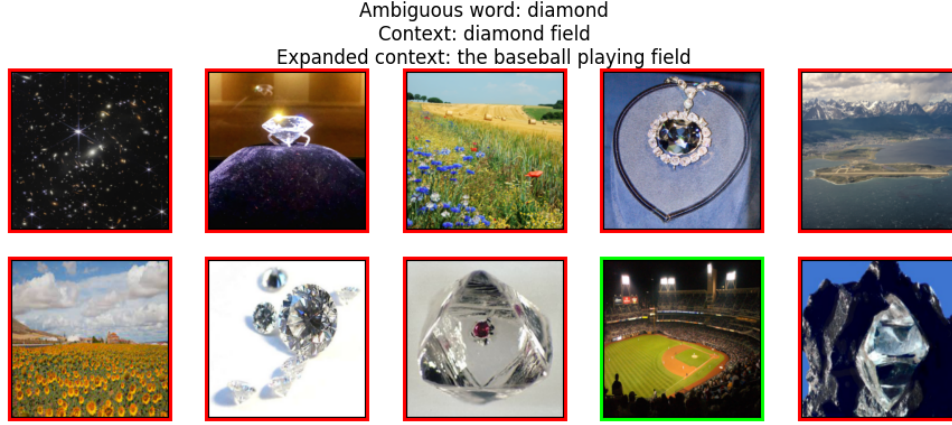 Ambiguous word: diamond
Context: diamond field
Expanded context: the baseball playing field